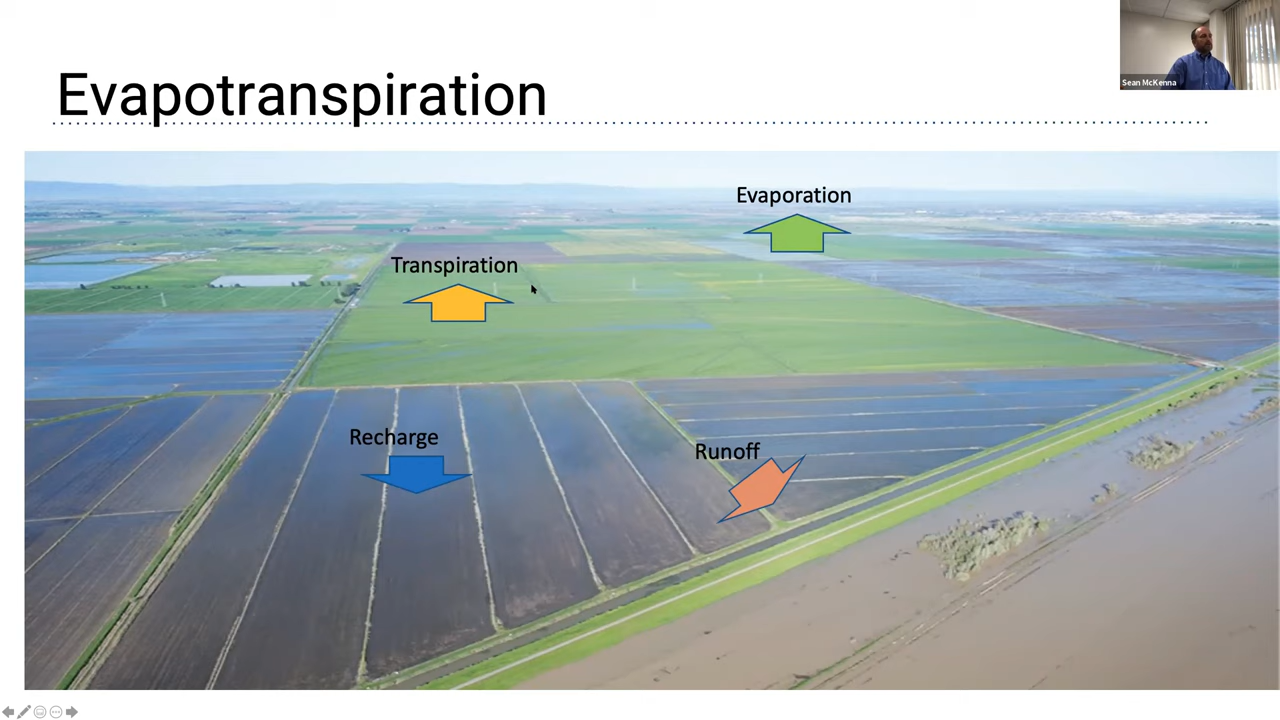 Sean McKenna
Evapotranspiration
Evaporation
Transpiration
Recharge
Runoff